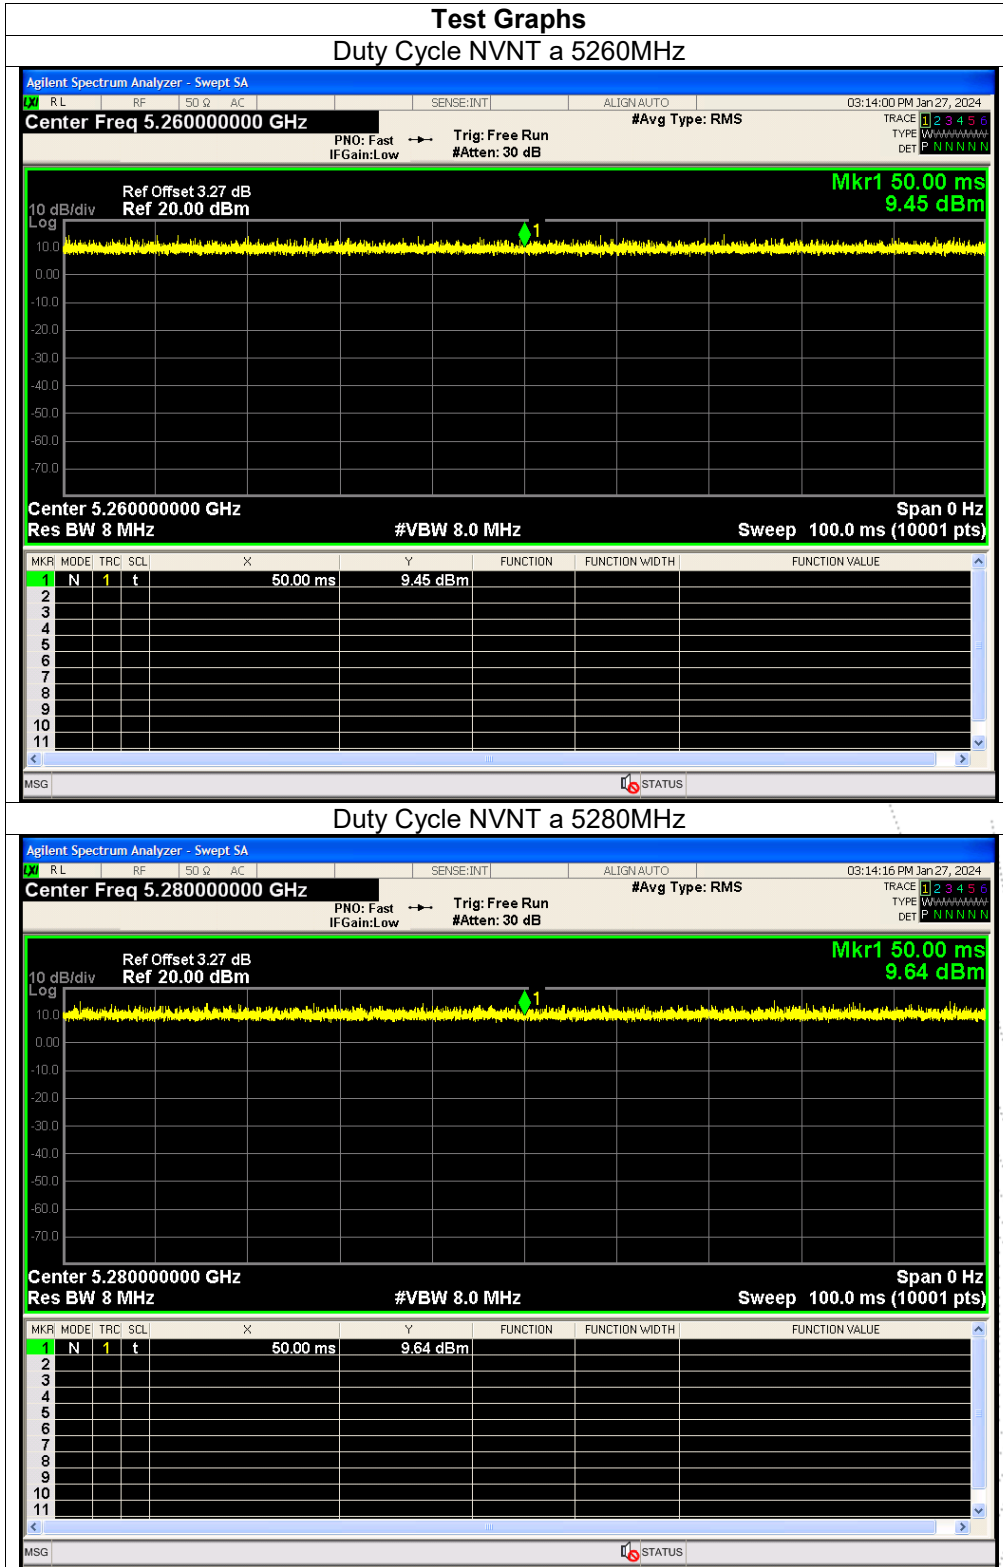 Test Graphs
Duty Cycle NVNT a 5260MHz
Agilent Spectrum Analyzer - Swept SA
LXI RL RF 50 Ω AC SENSE:INT ALIGN AUTO 03:14:00 PM Jan 27, 2024
Center Freq 5.260000000 GHz #Avg Type: RMS TRACE 1 2 3 4 5 6
PNO: Fast Trig: Free Run TYPE WWWWWW
IFGain:Low #Atten: 30 dB DET P N N N N N
Mkr1 50.00 ms
Ref Offset 3.27 dB
10 dB/div Ref 20.00 dBm 9.45 dBm
Log
1
10.0
0.00
-10.0
-20.0
-30.0
-40.0
-50.0
-60.0
-70.0
Center 5.260000000 GHz Span 0 Hz
Res BW 8 MHz #VBW 8.0 MHz Sweep 100.0 ms (10001 pts)
MKR MODE TRC SCL X Y FUNCTION FUNCTION WIDTH FUNCTION VALUE
1 N 1 t 50.00 ms 9.45 dBm
2
3
4
5
6
7
8
9
10
11
MSG STATUS
Duty Cycle NVNT a 5280MHz
Agilent Spectrum Analyzer - Swept SA
LXI RL RF 50 Ω AC SENSE:INT ALIGN AUTO 03:14:16 PM Jan 27, 2024
Center Freq 5.280000000 GHz #Avg Type: RMS TRACE 1 2 3 4 5 6
PNO: Fast Trig: Free Run TYPE WWWWWW
IFGain:Low #Atten: 30 dB DET P N N N N N
Mkr1 50.00 ms
Ref Offset 3.27 dB
10 dB/div Ref 20.00 dBm 9.64 dBm
Log
1
10.0
0.00
-10.0
-20.0
-30.0
-40.0
-50.0
-60.0
-70.0
Center 5.280000000 GHz Span 0 Hz
Res BW 8 MHz #VBW 8.0 MHz Sweep 100.0 ms (10001 pts)
MKR MODE TRC SCL X Y FUNCTION FUNCTION WIDTH FUNCTION VALUE
1 N 1 t 50.00 ms 9.64 dBm
2
3
4
5
6
7
8
9
10
11
MSG STATUS